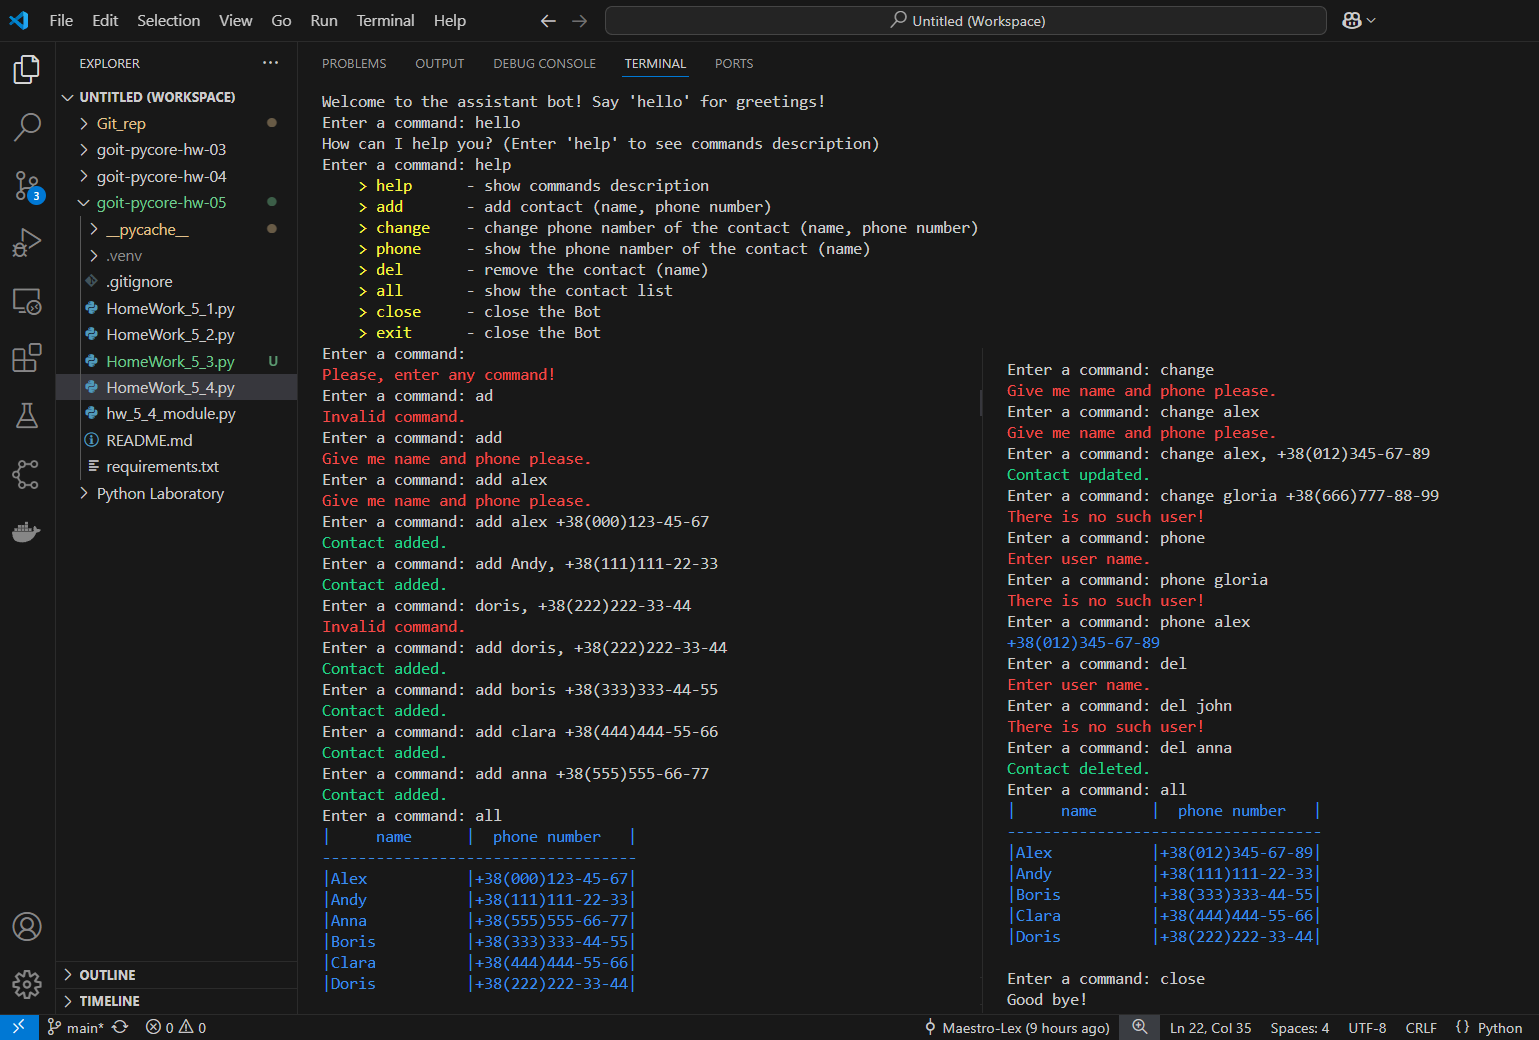 File Edit Selection View Go Run Terminal Help
Untitled (Workspace)
EXPLORER
UNTITLED (WORKSPACE)
Git_rep
goit-pycore-hw-03
goit-pycore-hw-04
goit-pycore-hw-05
__pycache__
.venv
.gitignore
HomeWork_5_1.py
HomeWork_5_2.py
HomeWork_5_3.py U
HomeWork_5_4.py
hw_5_4_module.py
README.md
requirements.txt
Python Laboratory
OUTLINE
TIMELINE
3
PROBLEMS OUTPUT DEBUG CONSOLE TERMINAL PORTS
Welcome to the assistant bot! Say 'hello' for greetings!
Enter a command: hello
How can I help you? (Enter 'help' to see commands description)
Enter a command: help
> help - show commands description
> add - add contact (name, phone number)
> change - change phone namber of the contact (name, phone number)
> phone - show the phone namber of the contact (name)
> del - remove the contact (name)
> all - show the contact list
> close - close the Bot
> exit - close the Bot
Enter a command:
Please, enter any command!
Enter a command: ad
Invalid command.
Enter a command: add
Give me name and phone please.
Enter a command: add alex
Give me name and phone please.
Enter a command: add alex +38(000)123-45-67
Contact added.
Enter a command: add Andy, +38(111)111-22-33
Contact added.
Enter a command: doris, +38(222)222-33-44
Invalid command.
Enter a command: add doris, +38(222)222-33-44
Contact added.
Enter a command: add boris +38(333)333-44-55
Contact added.
Enter a command: add clara +38(444)444-55-66
Contact added.
Enter a command: add anna +38(555)555-66-77
Contact added.
Enter a command: all
| name | phone number |
-----------------------------------
|Alex |+38(000)123-45-67|
|Andy |+38(111)111-22-33|
|Anna |+38(555)555-66-77|
|Boris |+38(333)333-44-55|
|Clara |+38(444)444-55-66|
|Doris |+38(222)222-33-44|
Enter a command: change
Give me name and phone please.
Enter a command: change alex
Give me name and phone please.
Enter a command: change alex, +38(012)345-67-89
Contact updated.
Enter a command: change gloria +38(666)777-88-99
There is no such user!
Enter a command: phone
Enter user name.
Enter a command: phone gloria
There is no such user!
Enter a command: phone alex
+38(012)345-67-89
Enter a command: del
Enter user name.
Enter a command: del john
There is no such user!
Enter a command: del anna
Contact deleted.
Enter a command: all
| name | phone number |
-----------------------------------
|Alex |+38(012)345-67-89|
|Andy |+38(111)111-22-33|
|Boris |+38(333)333-44-55|
|Clara |+38(444)444-55-66|
|Doris |+38(222)222-33-44|
Enter a command: close
Good bye!
main* 0 0 Maestro-Lex (9 hours ago) Ln 22, Col 35 Spaces: 4 UTF-8 CRLF {} Python